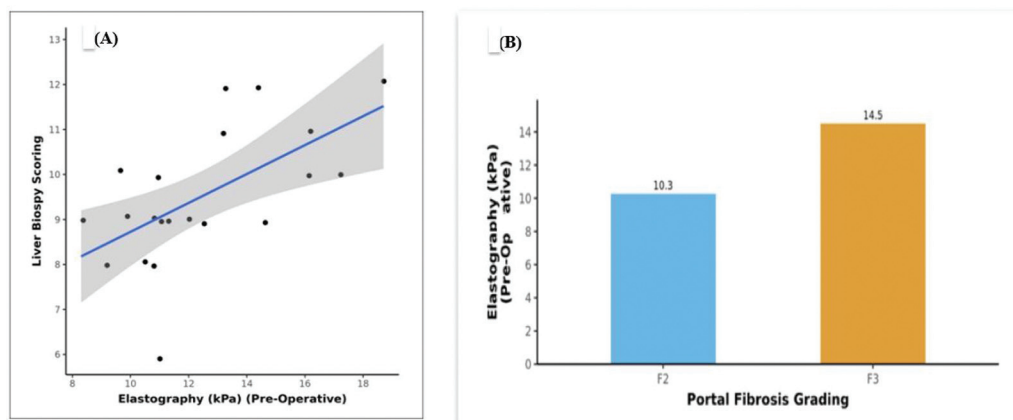 (A)
13
12
11
10
9
8
7
6
Liver Biospy Scoring
8 10 12 14 16 18
Elastography (kPa) (Pre-Operative)
(B)
14
12
10
8
6
4
2
0
Elastography (kPa)
(Pre-Op ative)
10.3
14.5
F2 F3
Portal Fibrosis Grading